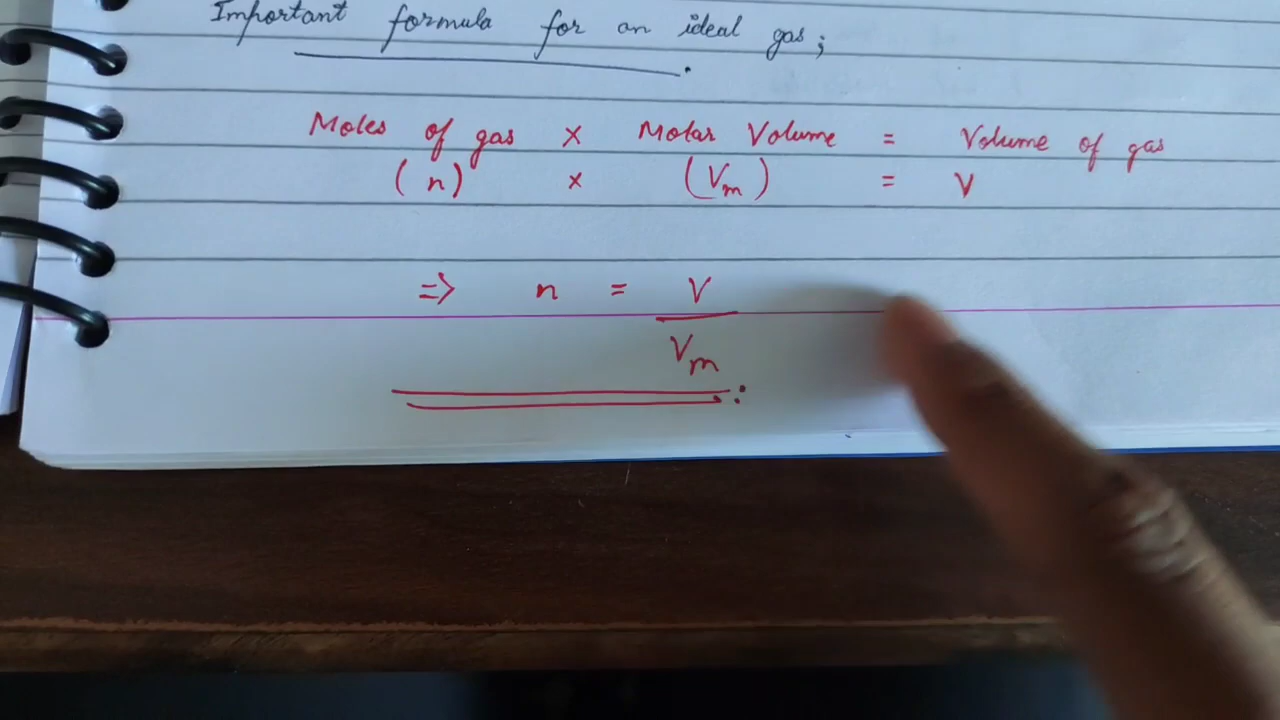 Important formula for an ideal gas;
Moles of gas × Molar Volume = Volume of gas
(n) × (Vm) = V
=> n = V
Vm